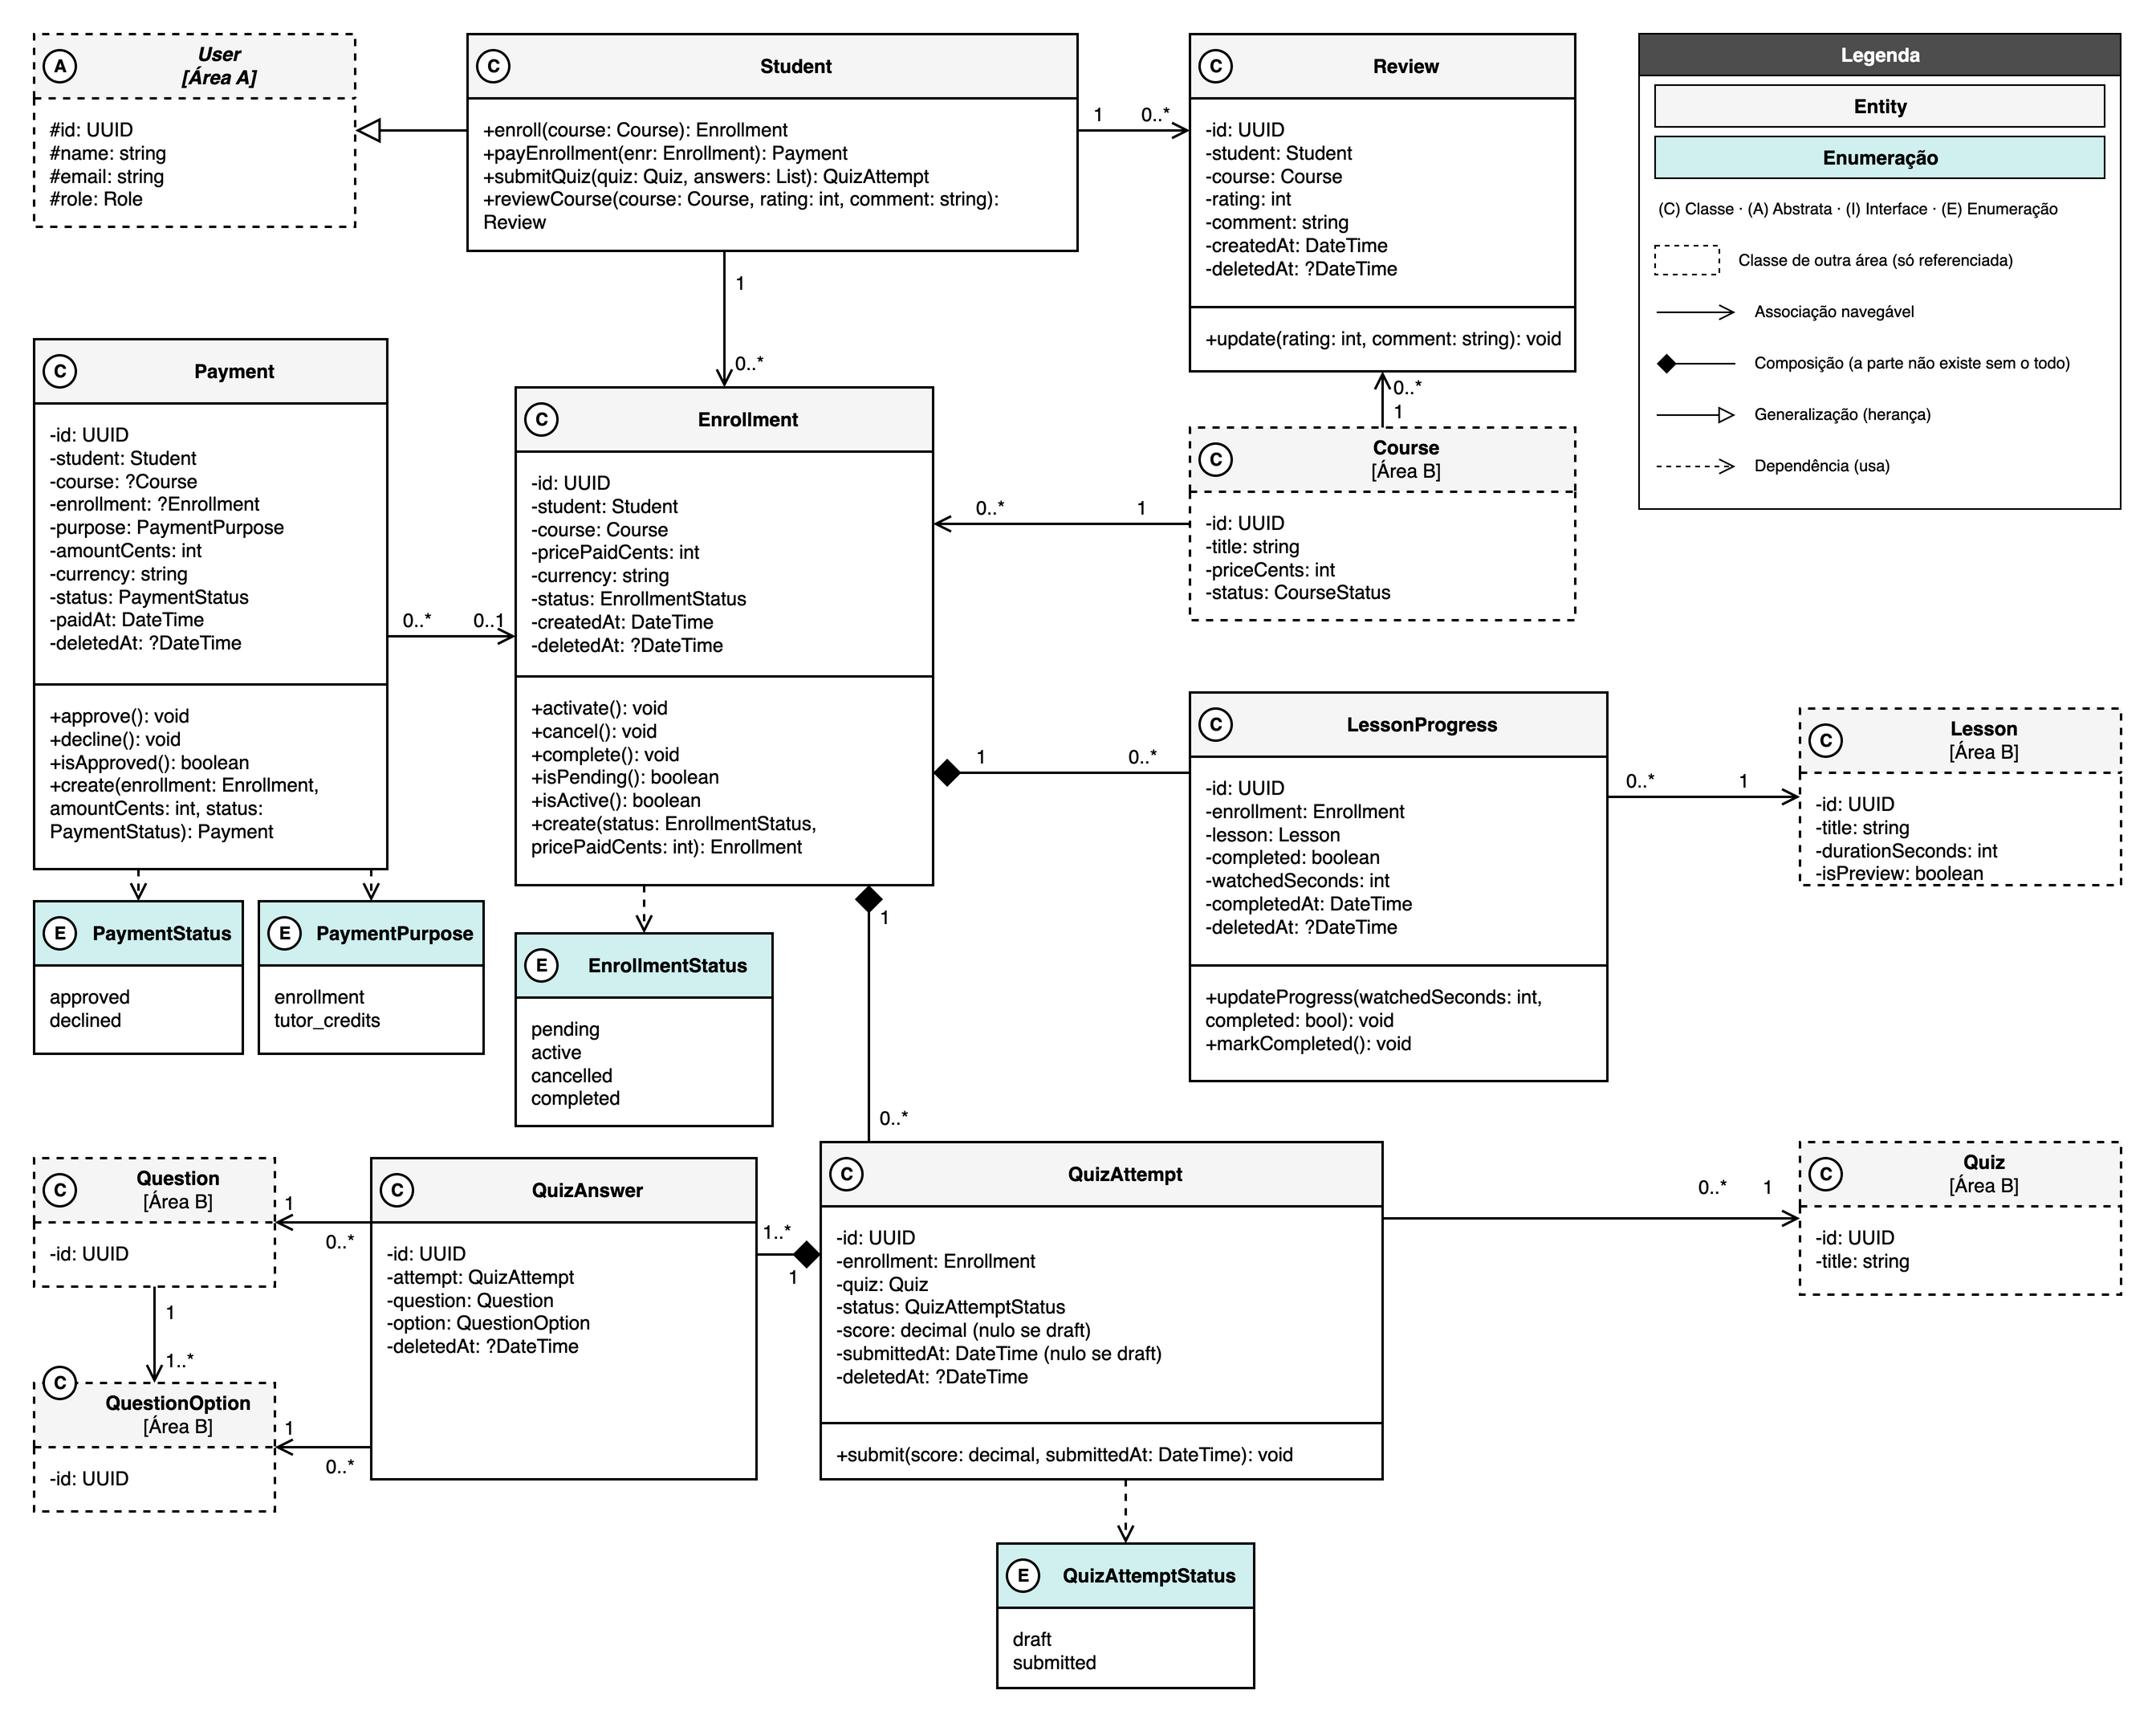 A
User
[Área A]
#id: UUID
#name: string
#email: string
#role: Role
C
Student
+enroll(course: Course): Enrollment
+payEnrollment(enr: Enrollment): Payment
+submitQuiz(quiz: Quiz, answers: List): QuizAttempt
+reviewCourse(course: Course, rating: int, comment: string):
Review
1
0..*
C
Review
-id: UUID
-student: Student
-course: Course
-rating: int
-comment: string
-createdAt: DateTime
-deletedAt: ?DateTime
+update(rating: int, comment: string): void
Legenda
Entity
Enumeração
(C) Classe · (A) Abstrata · (I) Interface · (E) Enumeração
Classe de outra área (só referenciada)
Associação navegável
Composição (a parte não existe sem o todo)
Generalização (herança)
Dependência (usa)
1
0..*
0..*
1
C
Payment
-id: UUID
-student: Student
-course: ?Course
-enrollment: ?Enrollment
-purpose: PaymentPurpose
-amountCents: int
-currency: string
-status: PaymentStatus
-paidAt: DateTime
-deletedAt: ?DateTime
+approve(): void
+decline(): void
+isApproved(): boolean
+create(enrollment: Enrollment,
amountCents: int, status:
PaymentStatus): Payment
0..*
0..1
C
Enrollment
-id: UUID
-student: Student
-course: Course
-pricePaidCents: int
-currency: string
-status: EnrollmentStatus
-createdAt: DateTime
-deletedAt: ?DateTime
+activate(): void
+cancel(): void
+complete(): void
+isPending(): boolean
+isActive(): boolean
+create(status: EnrollmentStatus,
pricePaidCents: int): Enrollment
0..*
1
C
Course
[Área B]
-id: UUID
-title: string
-priceCents: int
-status: CourseStatus
1
0..*
C
LessonProgress
-id: UUID
-enrollment: Enrollment
-lesson: Lesson
-completed: boolean
-watchedSeconds: int
-completedAt: DateTime
-deletedAt: ?DateTime
+updateProgress(watchedSeconds: int,
completed: bool): void
+markCompleted(): void
0..*
1
C
Lesson
[Área B]
-id: UUID
-title: string
-durationSeconds: int
-isPreview: boolean
E
PaymentStatus
approved
declined
E
PaymentPurpose
enrollment
tutor_credits
E
EnrollmentStatus
pending
active
cancelled
completed
1
0..*
C
Question
[Área B]
-id: UUID
1
0..*
C
QuizAnswer
-id: UUID
-attempt: QuizAttempt
-question: Question
-option: QuestionOption
-deletedAt: ?DateTime
1..*
1
C
QuizAttempt
-id: UUID
-enrollment: Enrollment
-quiz: Quiz
-status: QuizAttemptStatus
-score: decimal (nulo se draft)
-submittedAt: DateTime (nulo se draft)
-deletedAt: ?DateTime
+submit(score: decimal, submittedAt: DateTime): void
0..*
1
C
Quiz
[Área B]
-id: UUID
-title: string
1
1..*
C
QuestionOption
[Área B]
-id: UUID
1
0..*
E
QuizAttemptStatus
draft
submitted